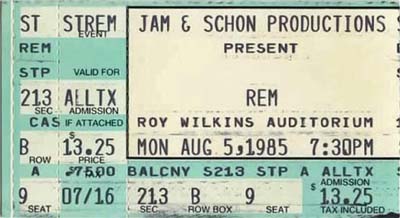 ST STREM JAM & SCHON PRODUCTIONS
EVENT
REM PRESENT
STP VALID FOR
213 ALLTX REM
SEC ADMISSION
CAS IF ATTACHED ROY WILKINS AUDITORIUM
$
B 13.25 MON AUG 5,1985 7:30PM
ROW PRICE
A BALCNY S213 STP A ALLTX
ADMISSION
9 07/16 213 B 9 $ 13.25
SEC ROW BOX SEAT TAX INCLUDED